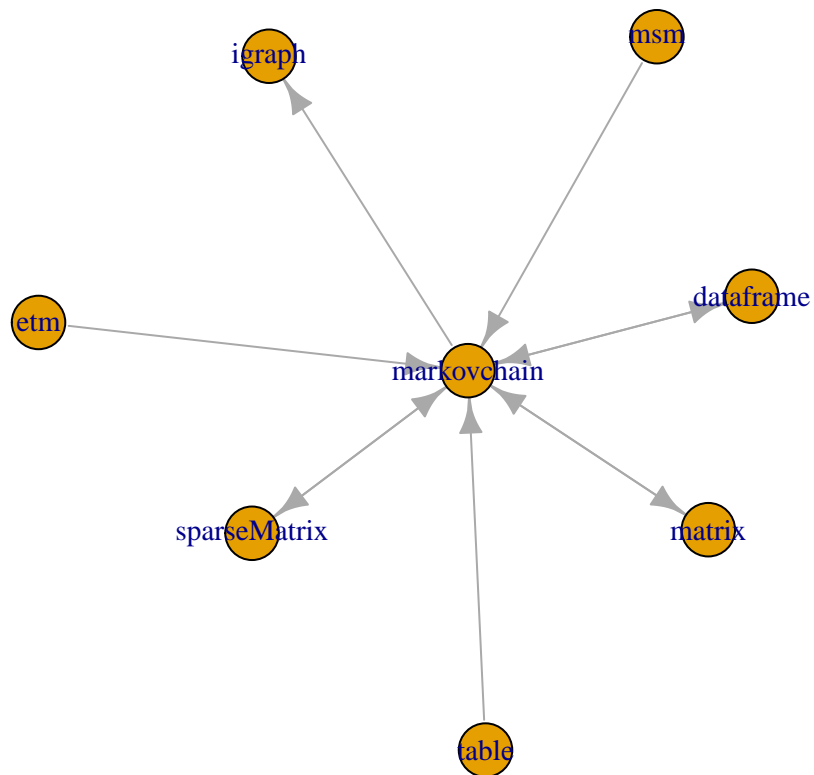 msm
igraph
dataframe
etm
markovchain
sparseMatrix
matrix
table